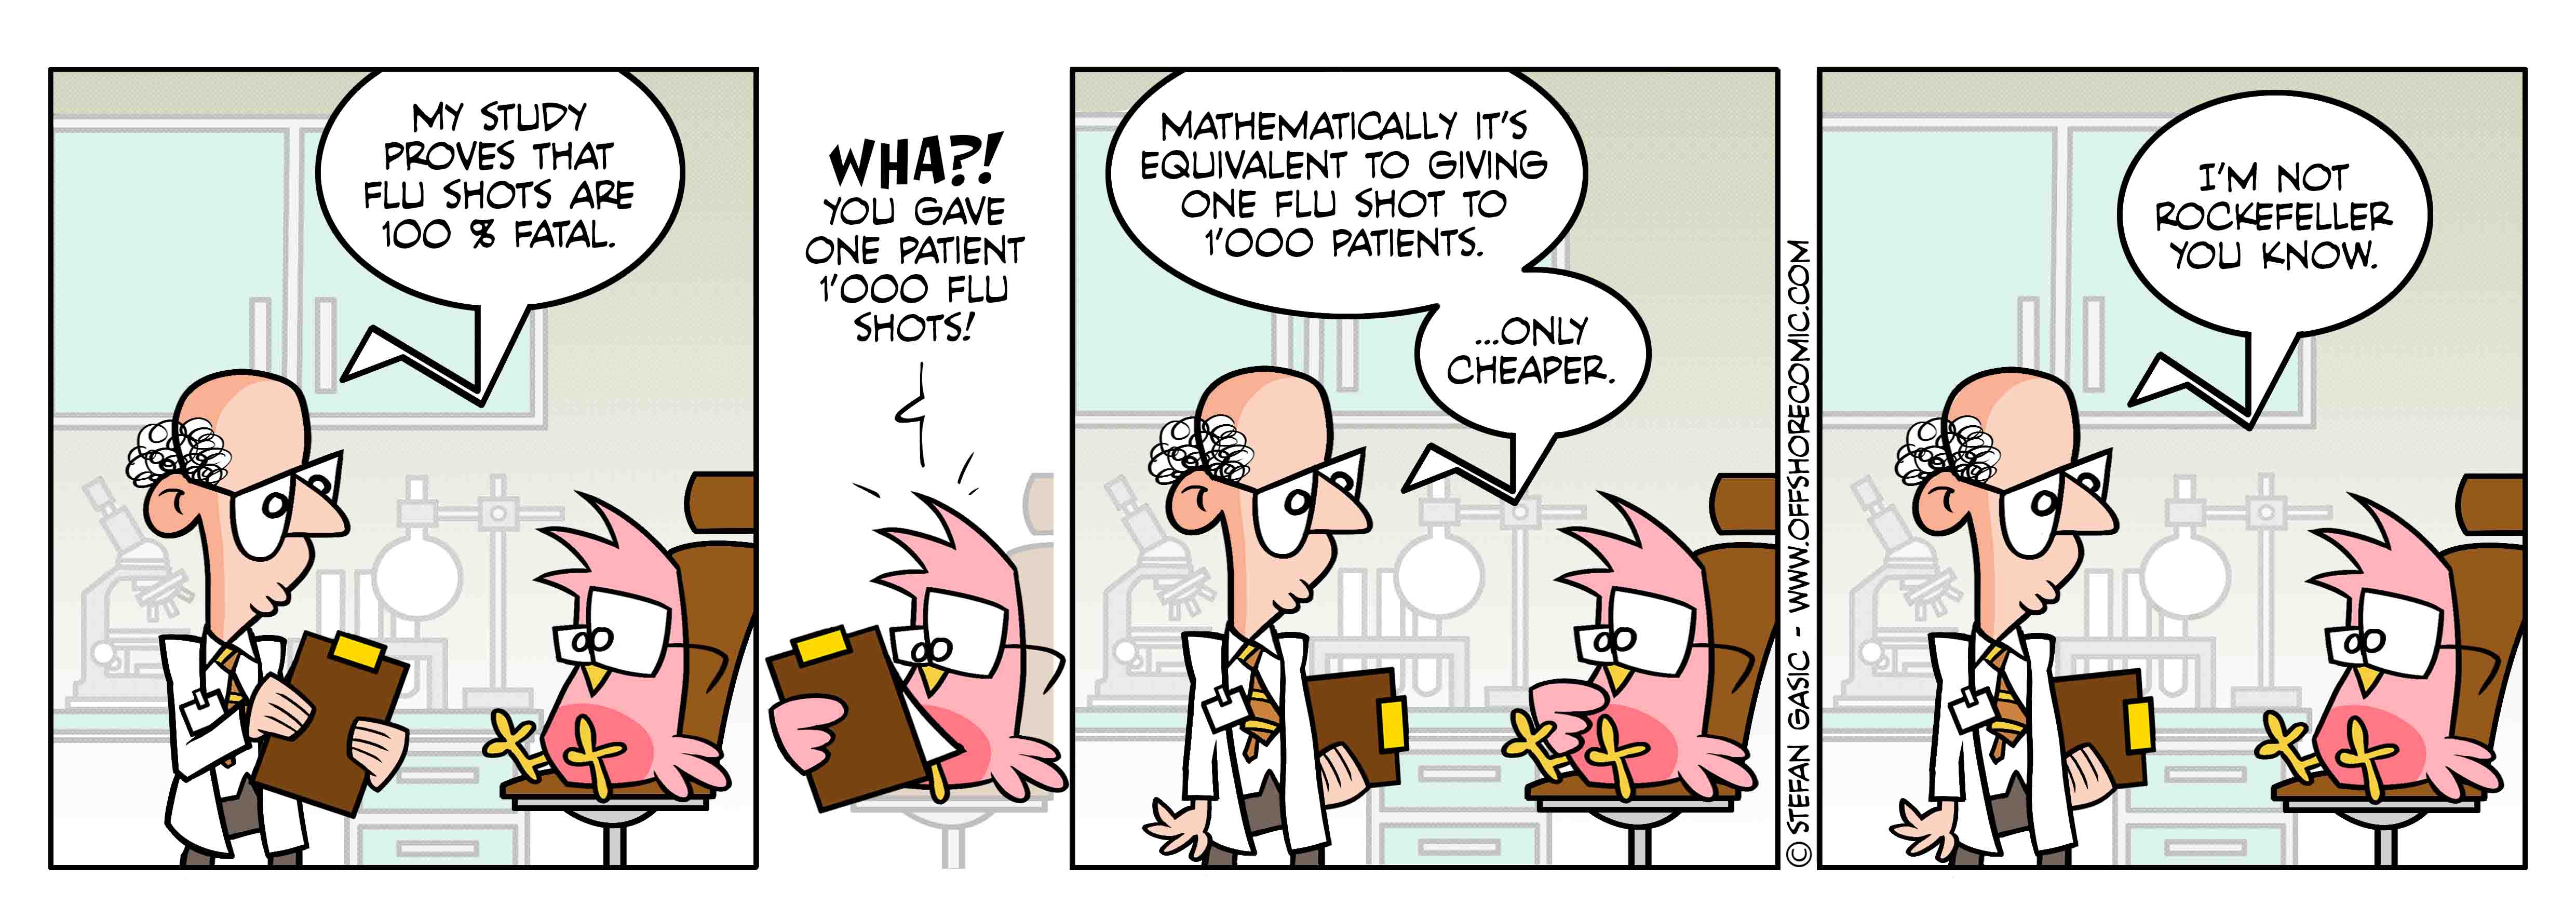 MY STUDY
PROVES THAT
FLU SHOTS ARE
100 % FATAL.
WHA?!
YOU GAVE
ONE PATIENT
1'000 FLU
SHOTS!
MATHEMATICALLY IT'S
EQUIVALENT TO GIVING
ONE FLU SHOT TO
1'000 PATIENTS.
...ONLY
CHEAPER.
© STEFAN GASIC - WWW.OFFSHORECOMIC.COM
I'M NOT
ROCKEFELLER
YOU KNOW.